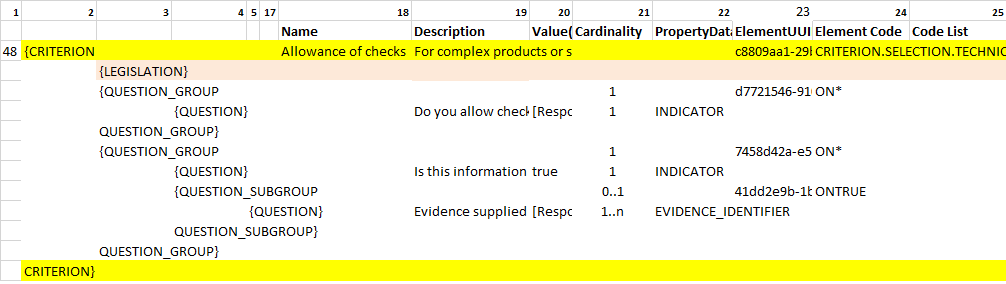 1 2 3 4 5 17 18 19 20 21 22 23 24 25
Name Description Value( Cardinality PropertyData ElementUUI Element Code Code List
48 {CRITERION Allowance of checks For complex products or s c8809aa1-29 CRITERION.SELECTION.TECHNIC
{LEGISLATION}
{QUESTION_GROUP 1 d7721546-91 ON*
{QUESTION} Do you allow check [Respo 1 INDICATOR
QUESTION_GROUP}
{QUESTION_GROUP 1 7458d42a-e5 ON*
{QUESTION} Is this information true 1 INDICATOR
{QUESTION_SUBGROUP 0..1 41dd2e9b-1b ONTRUE
{QUESTION} Evidence supplied [Respo 1..n EVIDENCE_IDENTIFIER
QUESTION_SUBGROUP}
QUESTION_GROUP}
CRITERION}